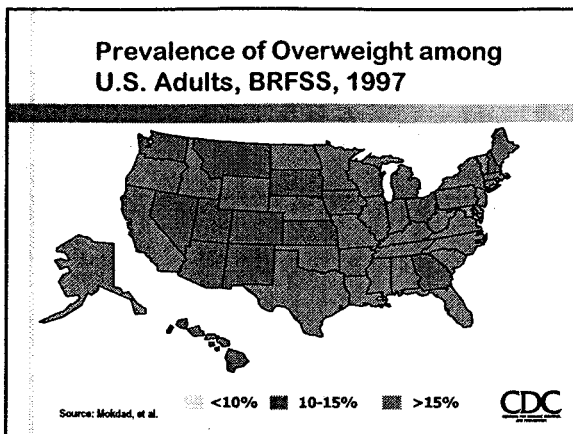 Prevalence of Overweight among
U.S. Adults, BRFSS, 1997
<10% 10-15% >15%
Source: Mokdad, et al.
CDC